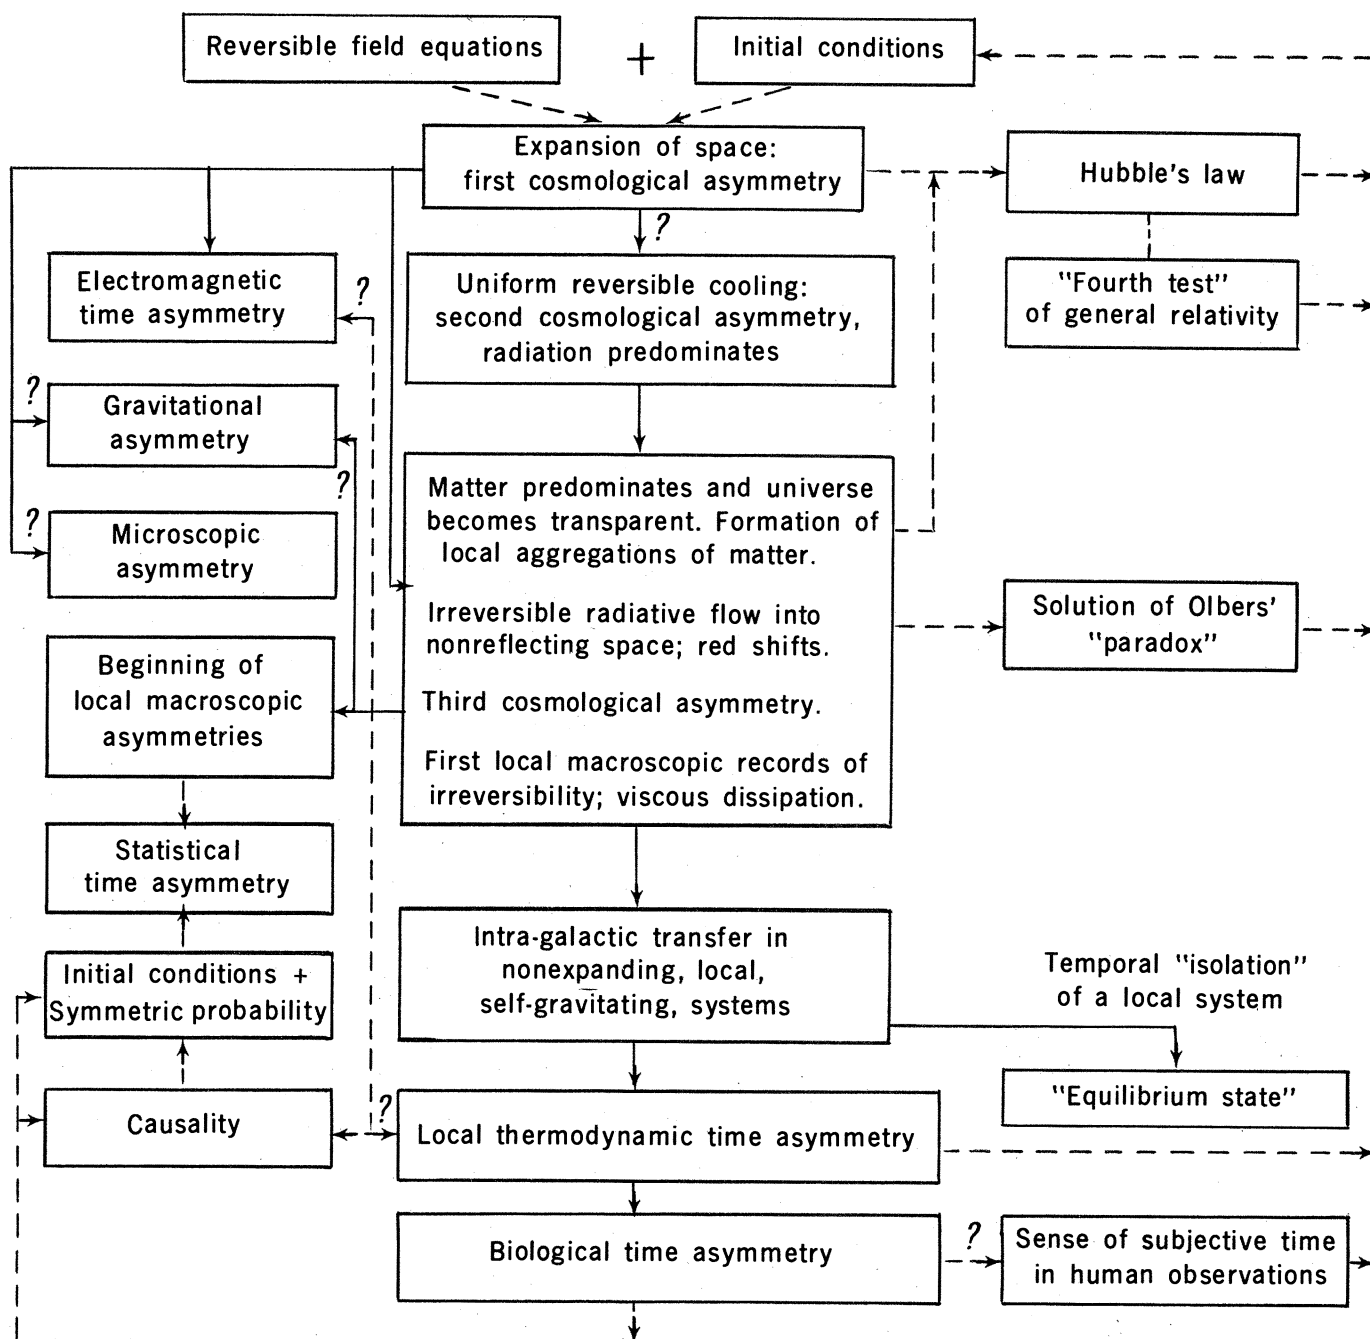 Reversible field equations
+
Initial conditions
Expansion of space:
first cosmological asymmetry
Hubble's law
?
Electromagnetic
time asymmetry
?
Uniform reversible cooling:
second cosmological asymmetry,
radiation predominates
"Fourth test"
of general relativity
?
Gravitational
asymmetry
?
?
Microscopic
asymmetry
Matter predominates and universe
becomes transparent. Formation of
local aggregations of matter.
Irreversible radiative flow into
nonreflecting space; red shifts.
Third cosmological asymmetry.
First local macroscopic records of
irreversibility; viscous dissipation.
Solution of Olbers'
"paradox"
Beginning of
local macroscopic
asymmetries
Statistical
time asymmetry
Initial conditions +
Symmetric probability
Intra-galactic transfer in
nonexpanding, local,
self-gravitating, systems
Temporal "isolation"
of a local system
"Equilibrium state"
Causality
?
Local thermodynamic time asymmetry
Biological time asymmetry
?
Sense of subjective time
in human observations